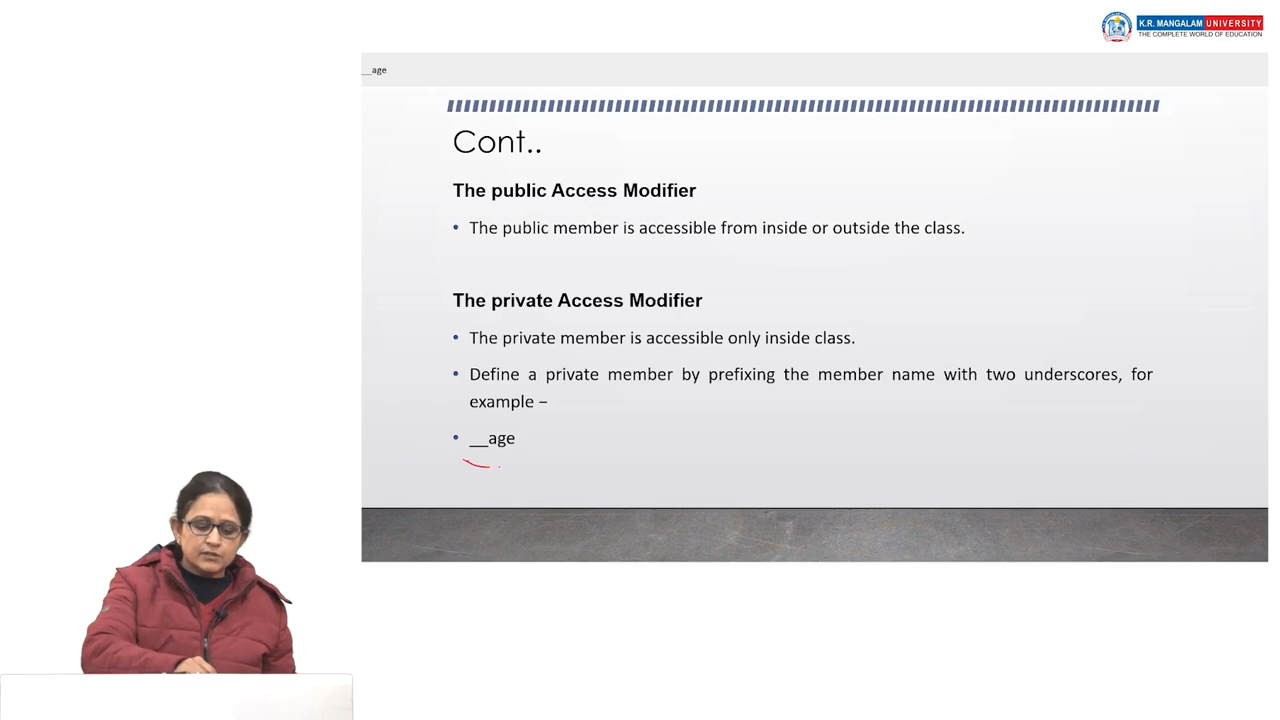 K.R. MANGALAM UNIVERSITY
THE COMPLETE WORLD OF EDUCATION
__age
Cont..
The public Access Modifier
• The public member is accessible from inside or outside the class.
The private Access Modifier
• The private member is accessible only inside class.
• Define a private member by prefixing the member name with two underscores, for
example –
• __age